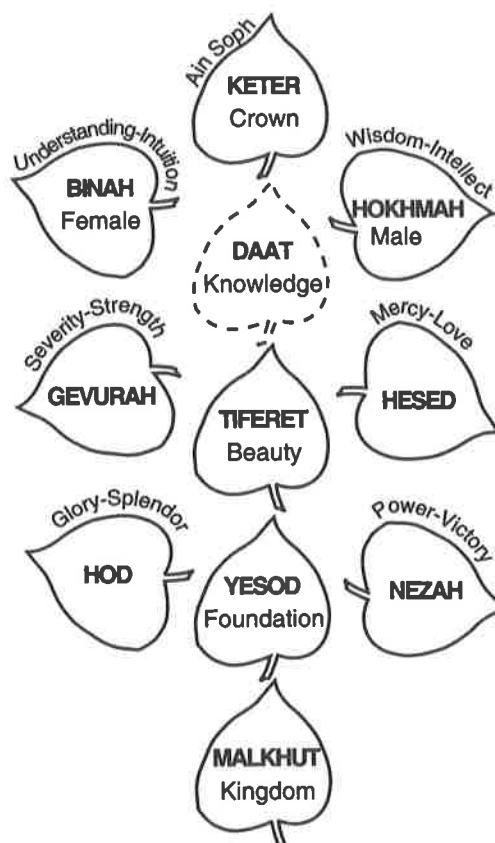 Ain Soph
KETER
Crown
Understanding-Intuition
BINAH
Female
Wisdom-Intellect
HOKHMAH
Male
DAAT
Knowledge
Severity-Strength
GEVURAH
Mercy-Love
HESED
TIFERET
Beauty
Glory-Splendor
HOD
Power-Victory
NEZAH
YESOD
Foundation
MALKHUT
Kingdom